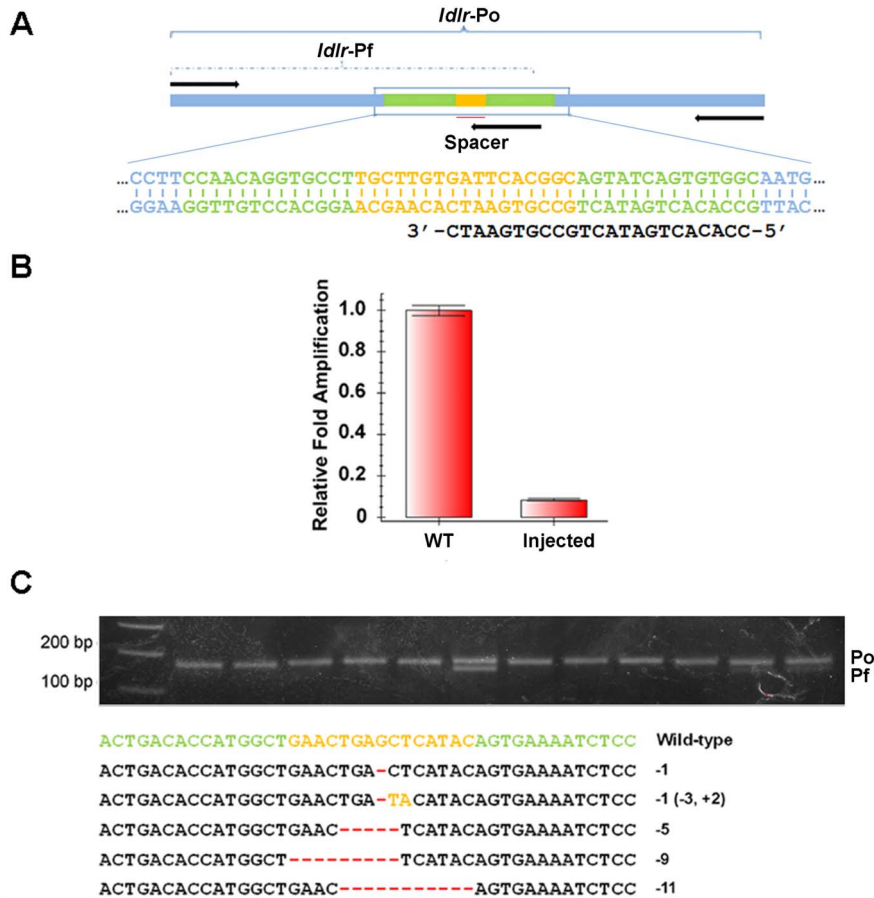 A
ldlr-Po
ldlr-Pf
Spacer
...CCTTCCAACAGGTGCCTTGCTTGTGATTCACGGCAGTATCAGTGTGGCAATG...
GGAAGGTTGTCCACGGAACGAACACTAAGTGCCGTCATAGTCACACCGTTAC
3′-CTAAGTGCCGTCATAGTCACACC-5′
B
Relative Fold Amplification
1.0
0.8
0.6
0.4
0.2
0
WT Injected
C
200 bp
100 bp
Po
Pf
ACTGACACCATGGCTGAACTGAGCTCATACAGTGAAAATCTCC Wild-type
ACTGACACCATGGCTGAACTGA-CTCATACAGTGAAAATCTCC -1
ACTGACACCATGGCTGAACTGA-TACATACAGTGAAAATCTCC -1 (-3, +2)
ACTGACACCATGGCTGAAC-----TCATACAGTGAAAATCTCC -5
ACTGACACCATGGCT---------TCATACAGTGAAAATCTCC -9
ACTGACACCATGGCTGAAC-----------AGTGAAAATCTCC -11